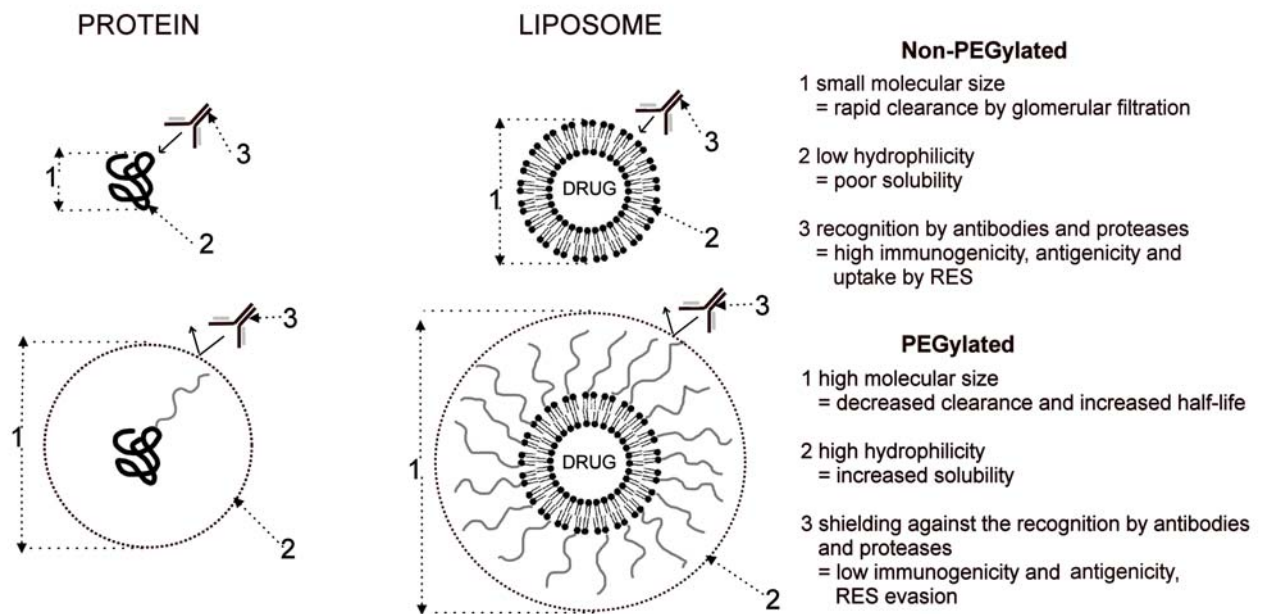 PROTEIN
LIPOSOME
1
2
3
DRUG
1
2
3
1
2
3
DRUG
1
2
3
Non-PEGylated
1 small molecular size
= rapid clearance by glomerular filtration
2 low hydrophilicity
= poor solubility
3 recognition by antibodies and proteases
= high immunogenicity, antigenicity and
uptake by RES
PEGylated
1 high molecular size
= decreased clearance and increased half-life
2 high hydrophilicity
= increased solubility
3 shielding against the recognition by antibodies
and proteases
= low immunogenicity and antigenicity,
RES evasion